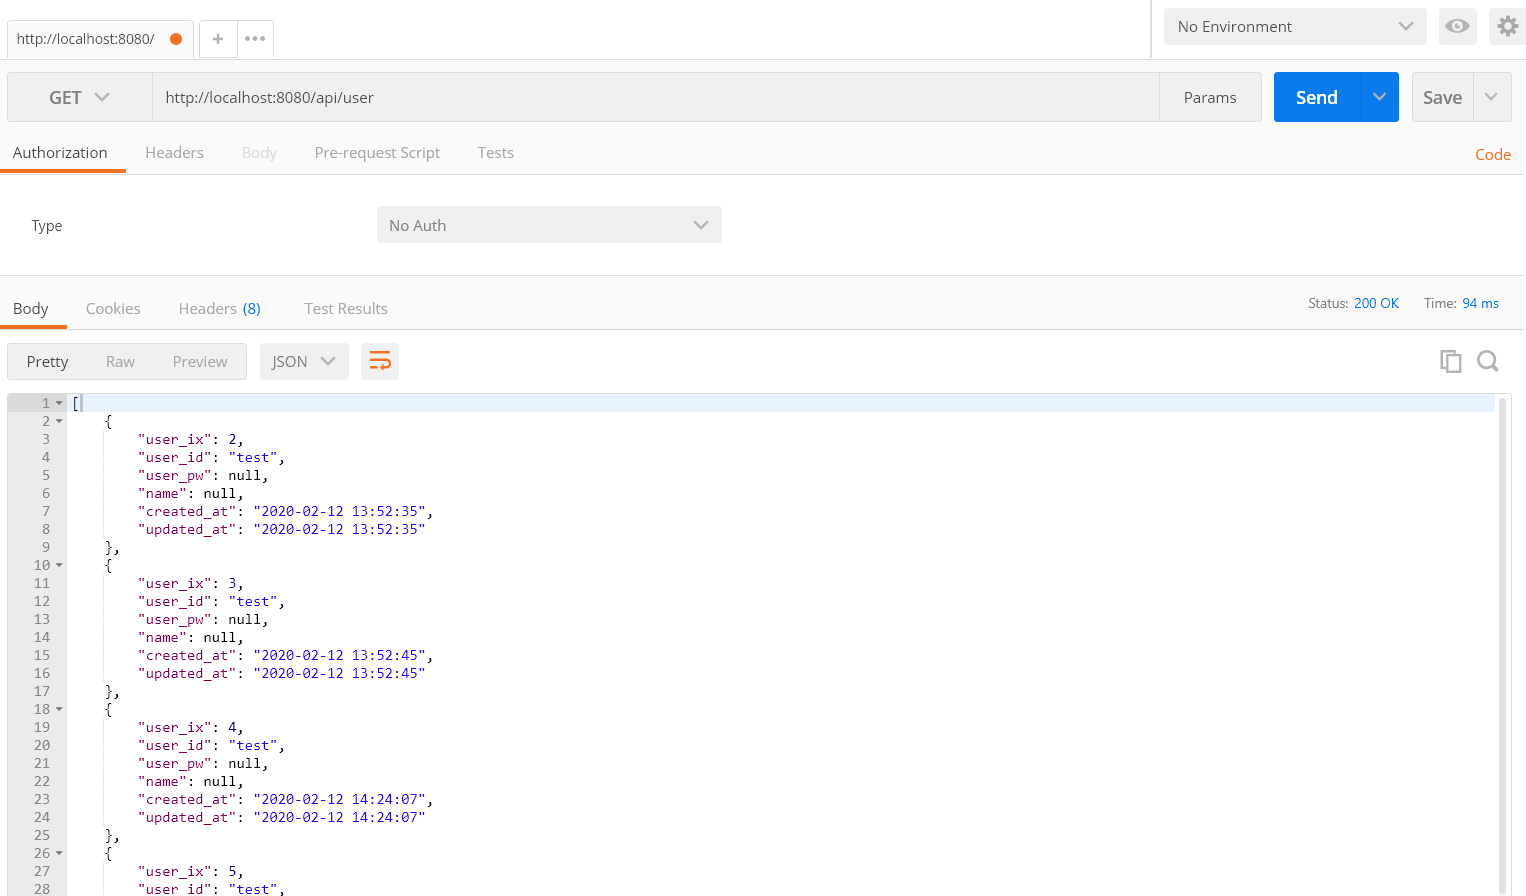 http://localhost:8080/
No Environment
GET http://localhost:8080/api/user Params Send Save
Authorization Headers Body Pre-request Script Tests Code
Type No Auth
Body Cookies Headers (8) Test Results Status: 200 OK Time: 94 ms
Pretty Raw Preview JSON
1 [
2 {
3 "user_ix": 2,
4 "user_id": "test",
5 "user_pw": null,
6 "name": null,
7 "created_at": "2020-02-12 13:52:35",
8 "updated_at": "2020-02-12 13:52:35"
9 },
10 {
11 "user_ix": 3,
12 "user_id": "test",
13 "user_pw": null,
14 "name": null,
15 "created_at": "2020-02-12 13:52:45",
16 "updated_at": "2020-02-12 13:52:45"
17 },
18 {
19 "user_ix": 4,
20 "user_id": "test",
21 "user_pw": null,
22 "name": null,
23 "created_at": "2020-02-12 14:24:07",
24 "updated_at": "2020-02-12 14:24:07"
25 },
26 {
27 "user_ix": 5,
28 "user_id": "test",